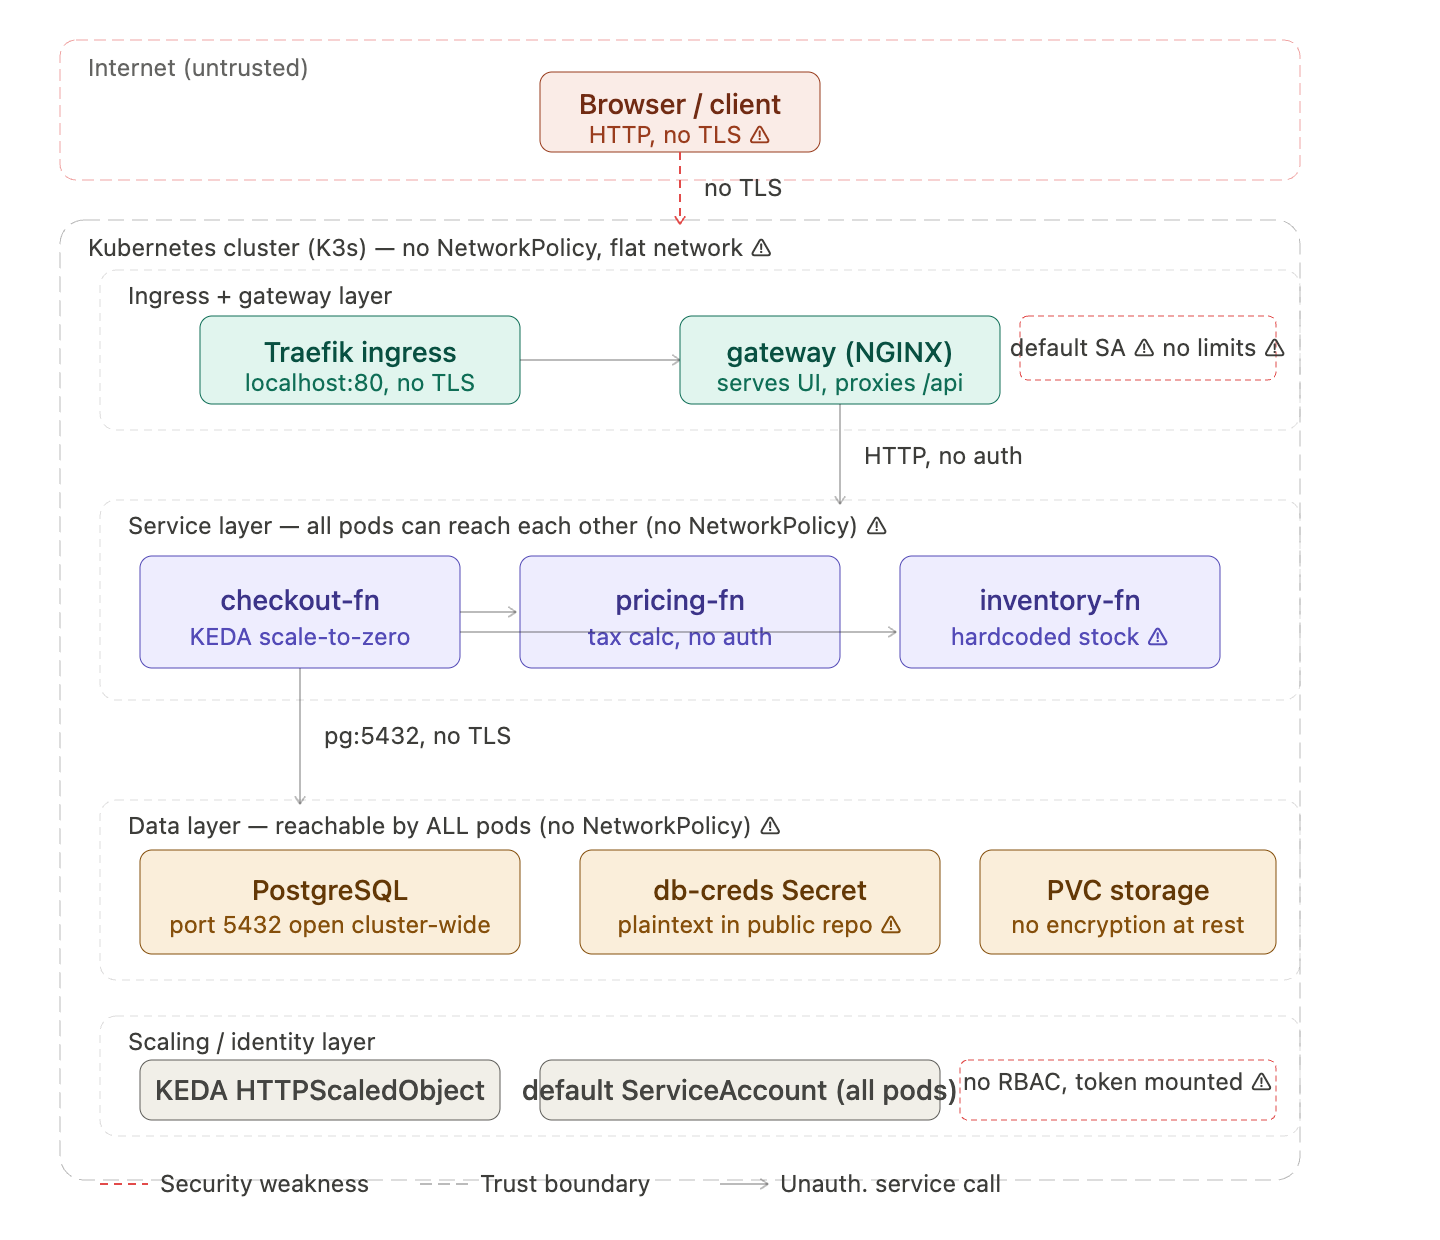 Internet (untrusted)
Browser / client
HTTP, no TLS ⚠
no TLS
Kubernetes cluster (K3s) — no NetworkPolicy, flat network ⚠
Ingress + gateway layer
Traefik ingress
localhost:80, no TLS
gateway (NGINX)
serves UI, proxies /api
default SA ⚠ no limits ⚠
HTTP, no auth
Service layer — all pods can reach each other (no NetworkPolicy) ⚠
checkout-fn
KEDA scale-to-zero
pricing-fn
tax calc, no auth
inventory-fn
hardcoded stock ⚠
pg:5432, no TLS
Data layer — reachable by ALL pods (no NetworkPolicy) ⚠
PostgreSQL
port 5432 open cluster-wide
db-creds Secret
plaintext in public repo ⚠
PVC storage
no encryption at rest
Scaling / identity layer
KEDA HTTPScaledObject
default ServiceAccount (all pods)
no RBAC, token mounted ⚠
Security weakness
Trust boundary
Unauth. service call